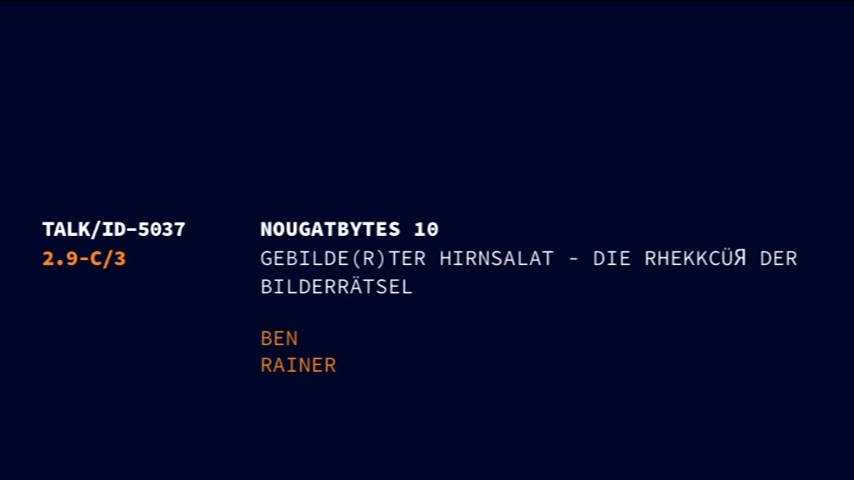 TALK/ID-5037
2.9-C/3
NOUGATBYTES 10
GEBILDE(R)TER HIRNSALAT - DIE RHEKKCÜЯ DER
BILDERRÄTSEL
BEN
RAINER